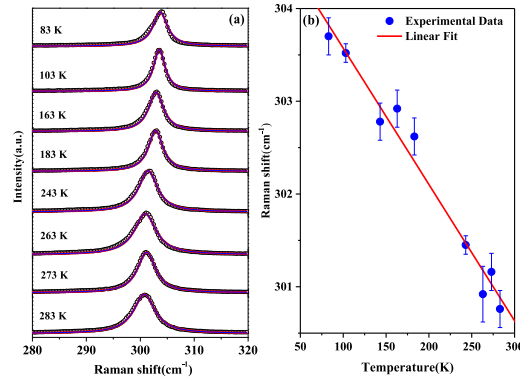 (a)
83 K
103 K
163 K
183 K
243 K
263 K
273 K
283 K
Intensity(a.u.)
280 290 300 310 320
Raman shift(cm⁻¹)
(b)
Experimental Data
Linear Fit
304
303
302
301
Raman shift(cm⁻¹)
50 100 150 200 250 300
Temperature(K)